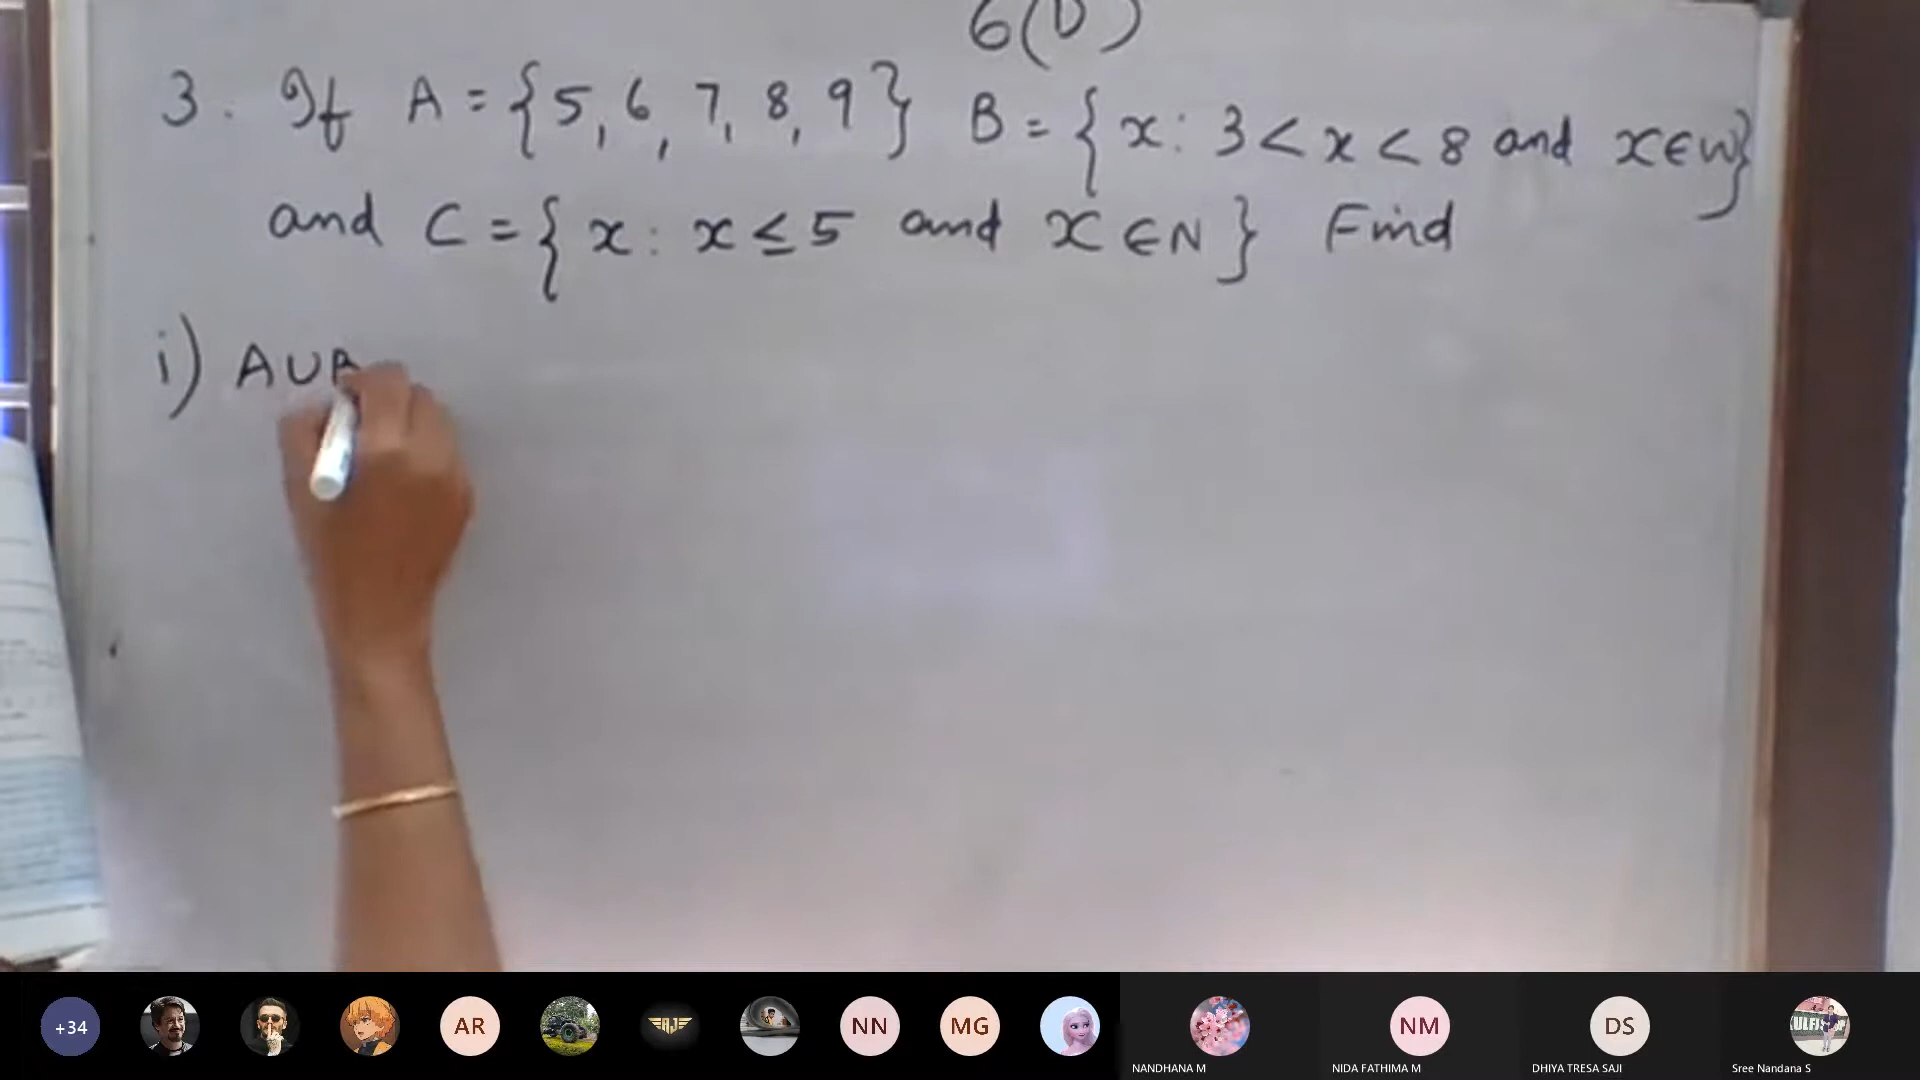 6(D)
3. If A = {5, 6, 7, 8, 9} B = {x : 3 < x < 8 and x ∈ W}
and C = {x : x ≤ 5 and x ∈ N} Find
i) A ∪ B
+34
AR
NN
MG
NM
DS
NANDHANA M
NIDA FATHIMA M
DHIYA TRESA SAJI
Sree Nandana S